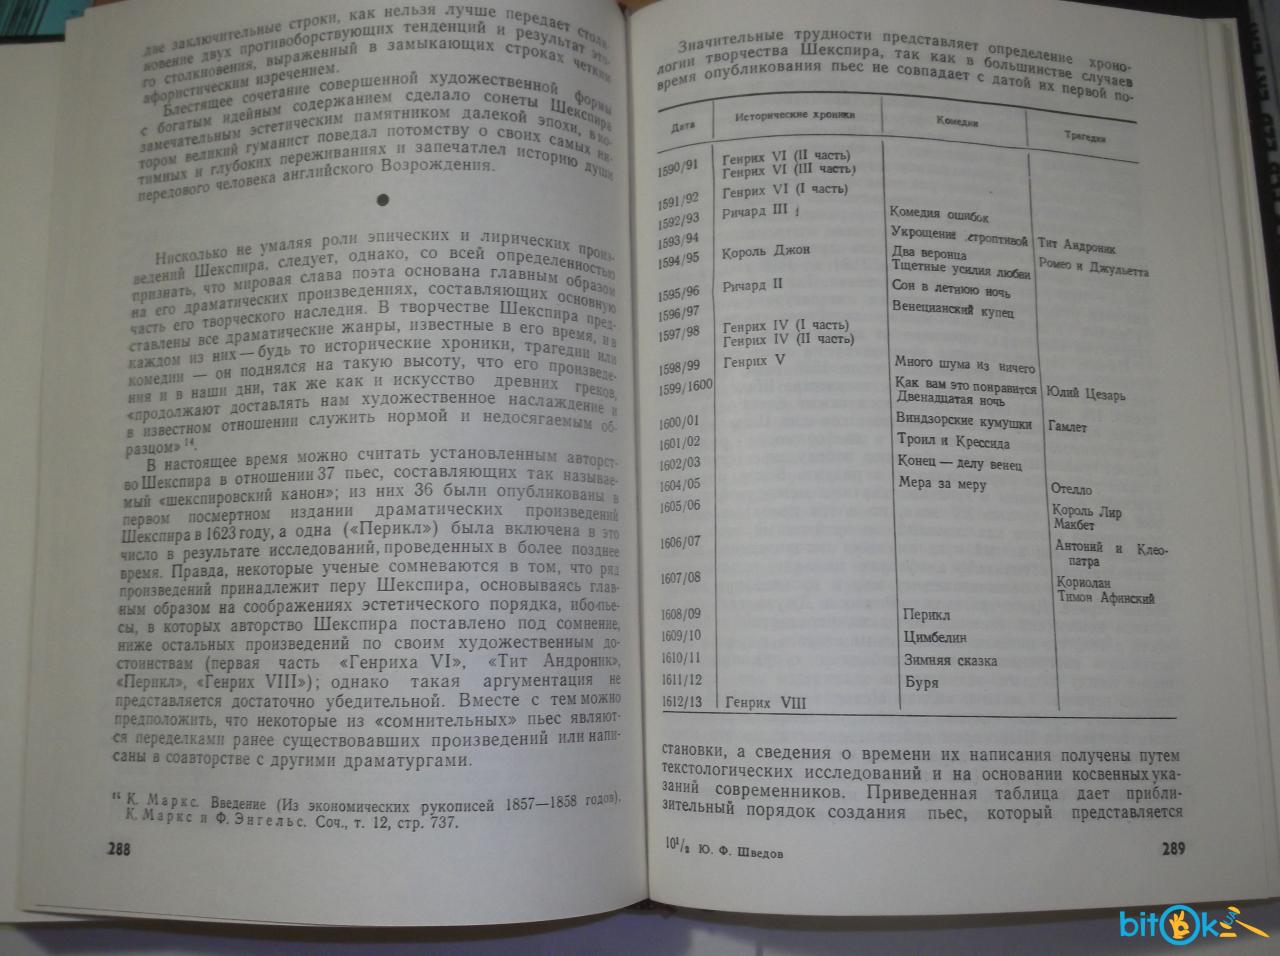 две заключительные строки, как нельзя лучше передает столк-
новение двух противоборствующих тенденций и результат это-
го столкновения, выраженный в замыкающих строках четким
афористическим изречением.
Блестящее сочетание совершенной художественной формы
с богатым идейным содержанием сделало сонеты Шекспира
замечательным эстетическим памятником далекой эпохи, в ко-
тором великий гуманист поведал потомству о своих самых ин-
тимных и глубоких переживаниях и запечатлел историю души
передового человека английского Возрождения.
Нисколько не умаляя роли эпических и лирических произ-
ведений Шекспира, следует, однако, со всей определенностью
признать, что мировая слава поэта основана главным образом
на его драматических произведениях, составляющих основную
часть его творческого наследия. В творчестве Шекспира пред-
ставлены все драматические жанры, известные в его время, и в
каждом из них — будь то исторические хроники, трагедии или
комедии — он поднялся на такую высоту, что его произведе-
ния и в наши дни, так же как и искусство древних греков,
«продолжают доставлять нам художественное наслаждение и
в известном отношении служить нормой и недосягаемым об-
разцом» 14.
В настоящее время можно считать установленным авторст-
во Шекспира в отношении 37 пьес, составляющих так называе-
мый «шекспировский канон»; из них 36 были опубликованы в
первом посмертном издании драматических произведений
Шекспира в 1623 году, а одна («Перикл») была включена в это
число в результате исследований, проведенных в более позднее
время. Правда, некоторые ученые сомневаются в том, что ряд
произведений принадлежит перу Шекспира, основываясь глав-
ным образом на соображениях эстетического порядка, ибо пье-
сы, в которых авторство Шекспира поставлено под сомнение,
ниже остальных произведений по своим художественным до-
стоинствам (первая часть «Генриха VI», «Тит Андроник»,
«Перикл», «Генрих VIII»); однако такая аргументация не
представляется достаточно убедительной. Вместе с тем можно
предположить, что некоторые из «сомнительных» пьес являют-
ся переделками ранее существовавших произведений или напи-
саны в соавторстве с другими драматургами.
14 К. Маркс. Введение (Из экономических рукописей 1857—1858 годов).
К. Маркс и Ф. Энгельс. Соч., т. 12, стр. 737.
288
Значительные трудности представляет определение хроно-
логии творчества Шекспира, так как в большинстве случаев
время опубликования пьес не совпадает с датой их первой по-
Дата Исторические хроники Комедии Трагедии
1590/91 Генрих VI (II часть)
Генрих VI (III часть)
1591/92 Генрих VI (I часть)
1592/93 Ричард III Комедия ошибок
1593/94 Укрощение строптивой Тит Андроник
1594/95 Король Джон Два веронца Ромео и Джульетта
Тщетные усилия любви
1595/96 Ричард II Сон в летнюю ночь
1596/97 Венецианский купец
1597/98 Генрих IV (I часть)
Генрих IV (II часть)
1598/99 Генрих V Много шума из ничего
1599/1600 Как вам это понравится Юлий Цезарь
Двенадцатая ночь
1600/01 Виндзорские кумушки Гамлет
1601/02 Троил и Крессида
1602/03 Конец — делу венец
1604/05 Мера за меру Отелло
1605/06 Король Лир
Макбет
1606/07 Антоний и Клео-
патра
1607/08 Кориолан
Тимон Афинский
1608/09 Перикл
1609/10 Цимбелин
1610/11 Зимняя сказка
1611/12 Буря
1612/13 Генрих VIII
становки, а сведения о времени их написания получены путем
текстологических исследований и на основании косвенных ука-
заний современников. Приведенная таблица дает прибли-
зительный порядок создания пьес, который представляется
10½ Ю. Ф. Шведов
289
bitOk UA